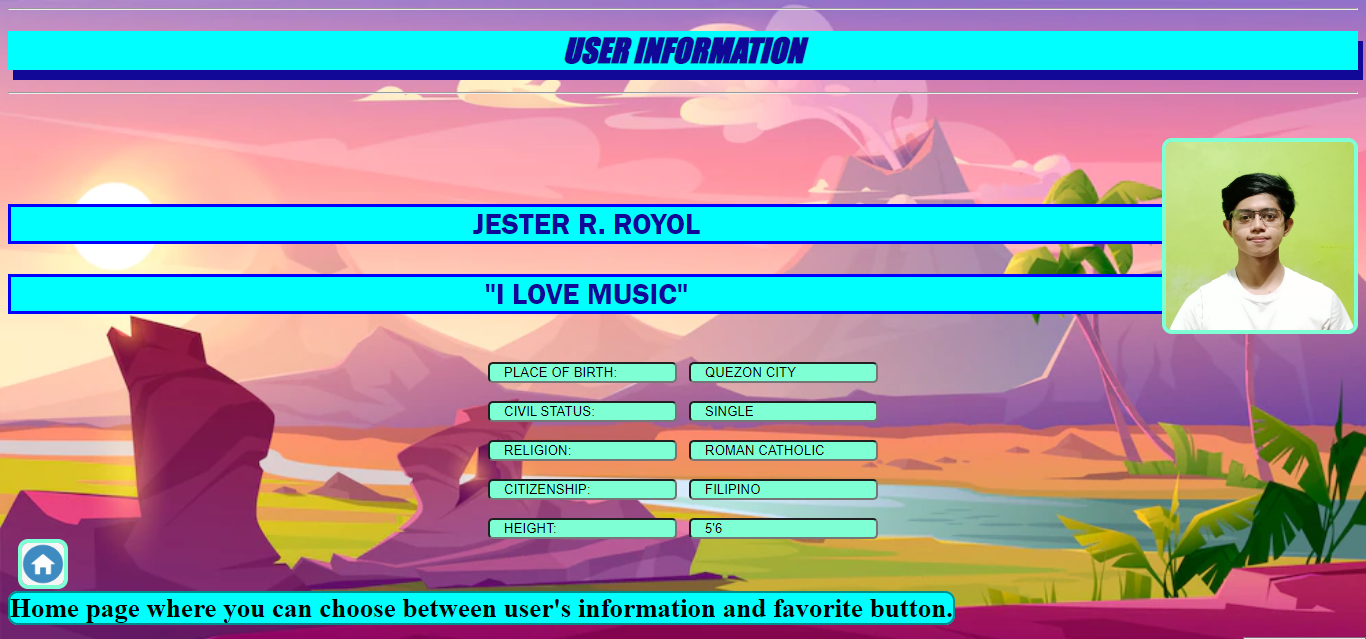 USER INFORMATION
JESTER R. ROYOL
"I LOVE MUSIC"
PLACE OF BIRTH: QUEZON CITY
CIVIL STATUS: SINGLE
RELIGION: ROMAN CATHOLIC
CITIZENSHIP: FILIPINO
HEIGHT: 5'6
Home page where you can choose between user's information and favorite button.